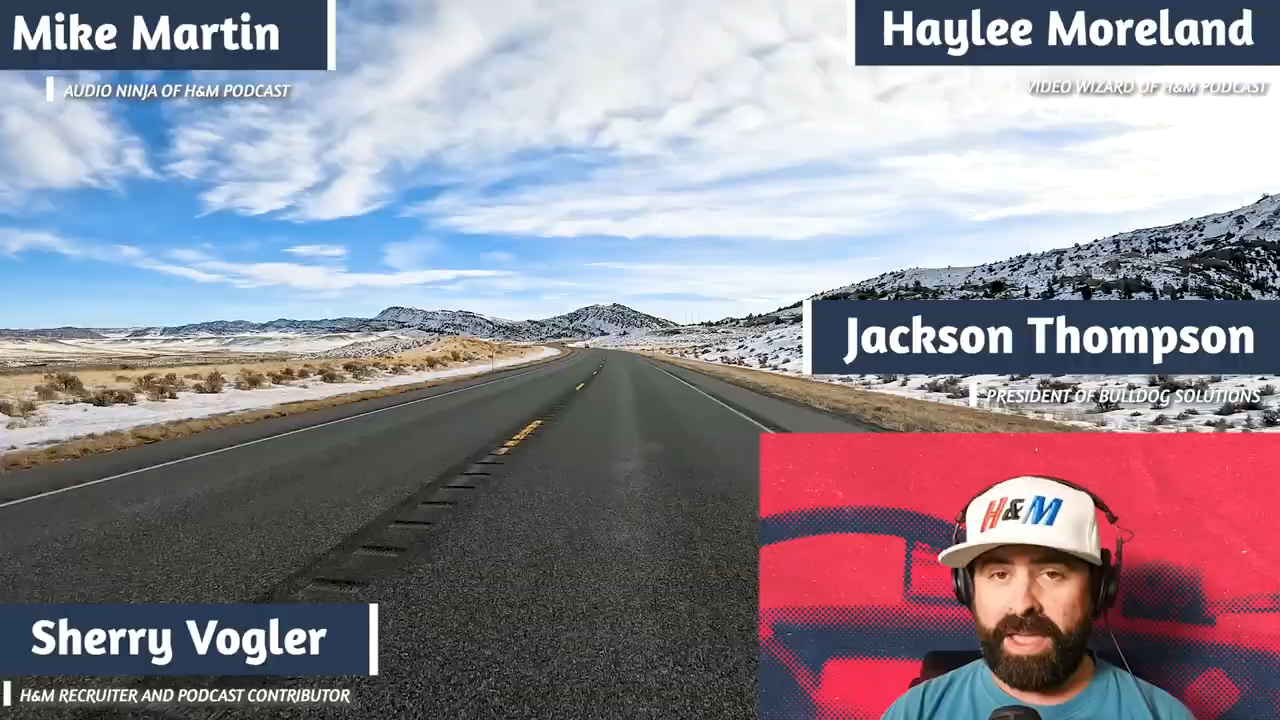 Mike Martin
AUDIO NINJA OF H&M PODCAST
Haylee Moreland
VIDEO WIZARD OF H&M PODCAST
Jackson Thompson
PRESIDENT OF BULLDOG SOLUTIONS
H&M
Sherry Vogler
H&M RECRUITER AND PODCAST CONTRIBUTOR